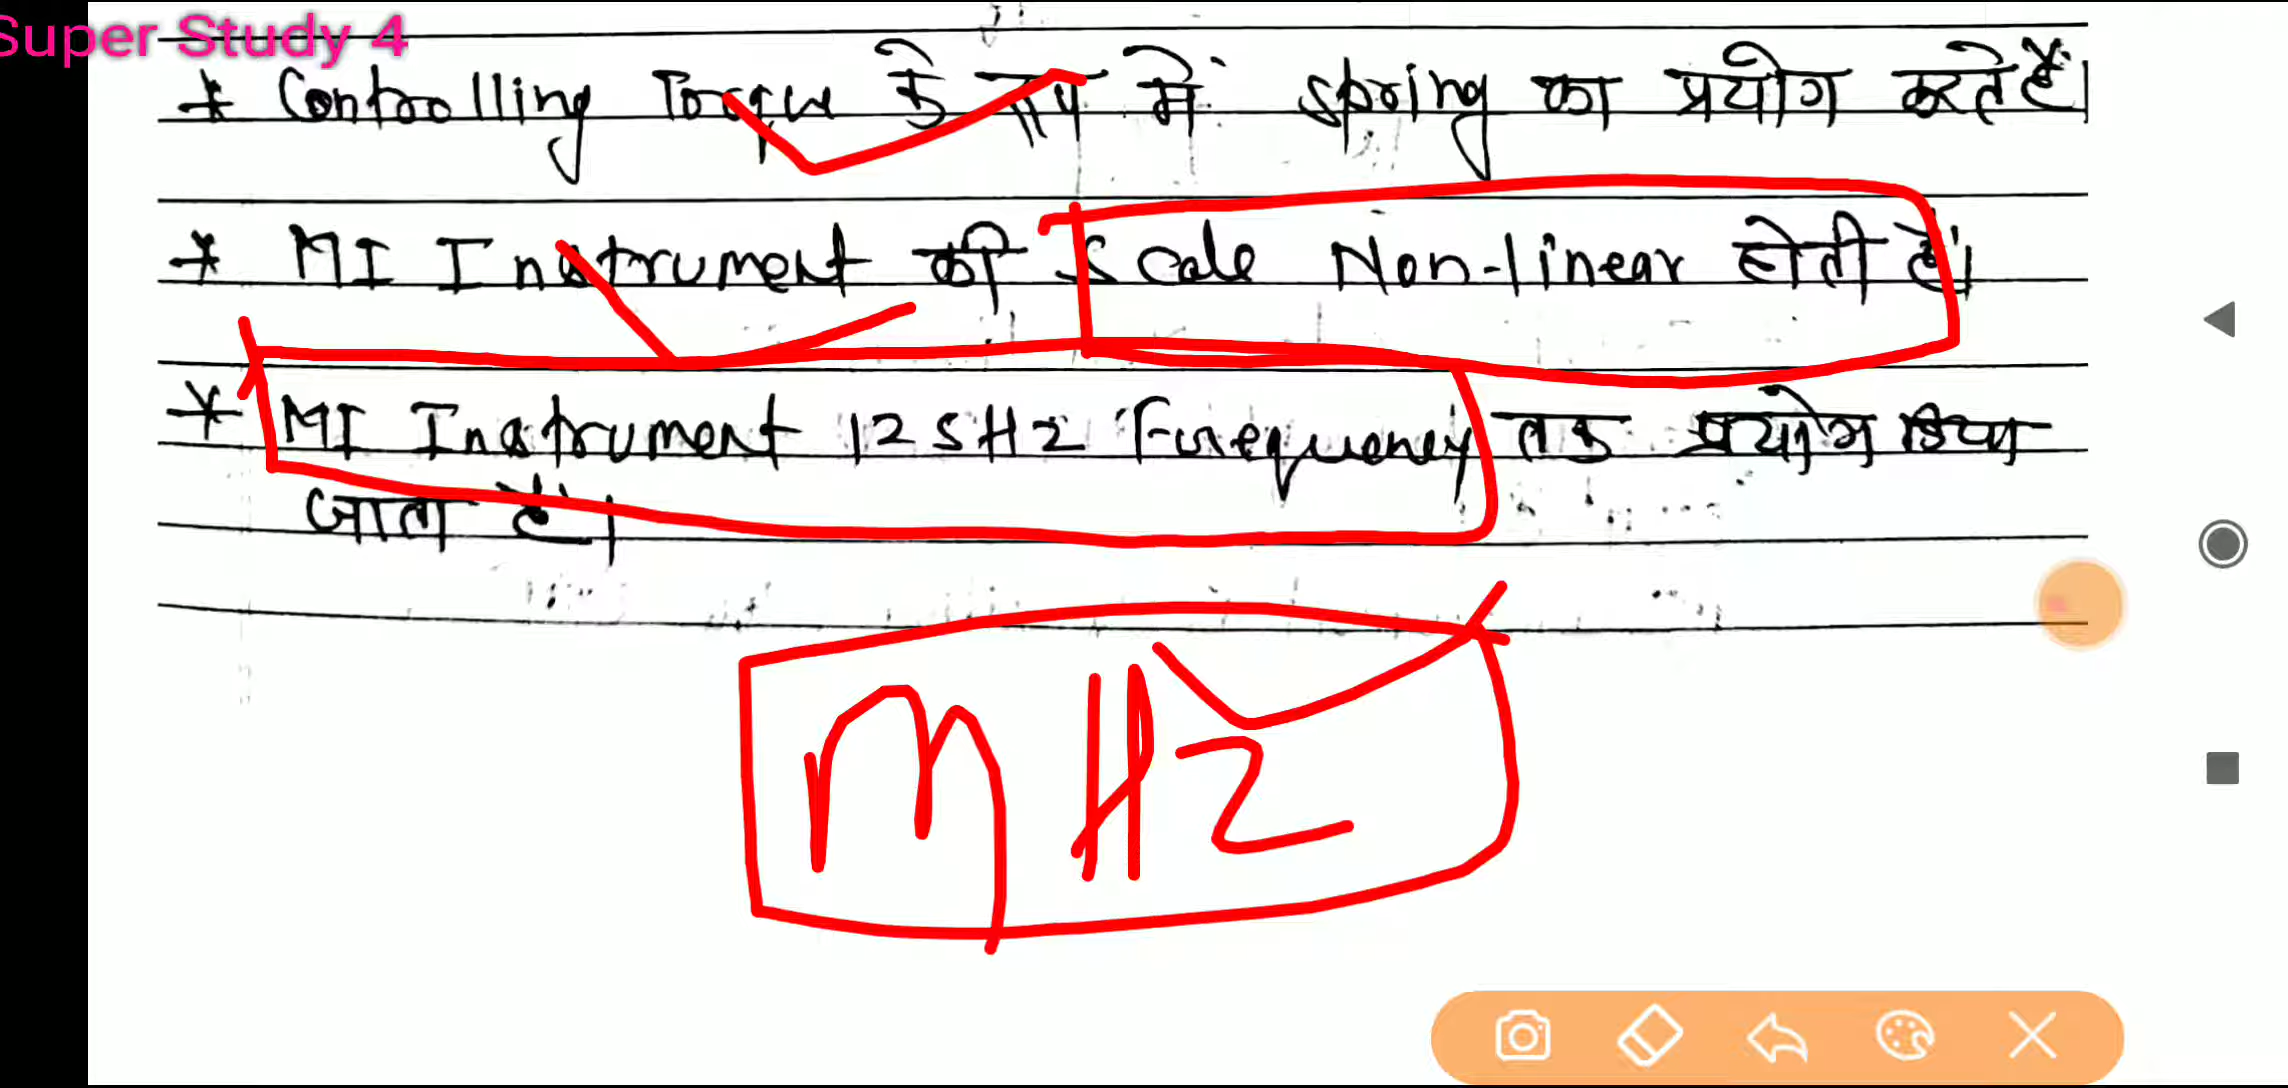 Super Study 4
* Controlling Torque के रूप में spring का प्रयोग करते हैं।
* MI Instrument की Scale Non-linear होती है।
* MI Instrument 125Hz Frequency तक प्रयोग किया
जाता है।
MHz